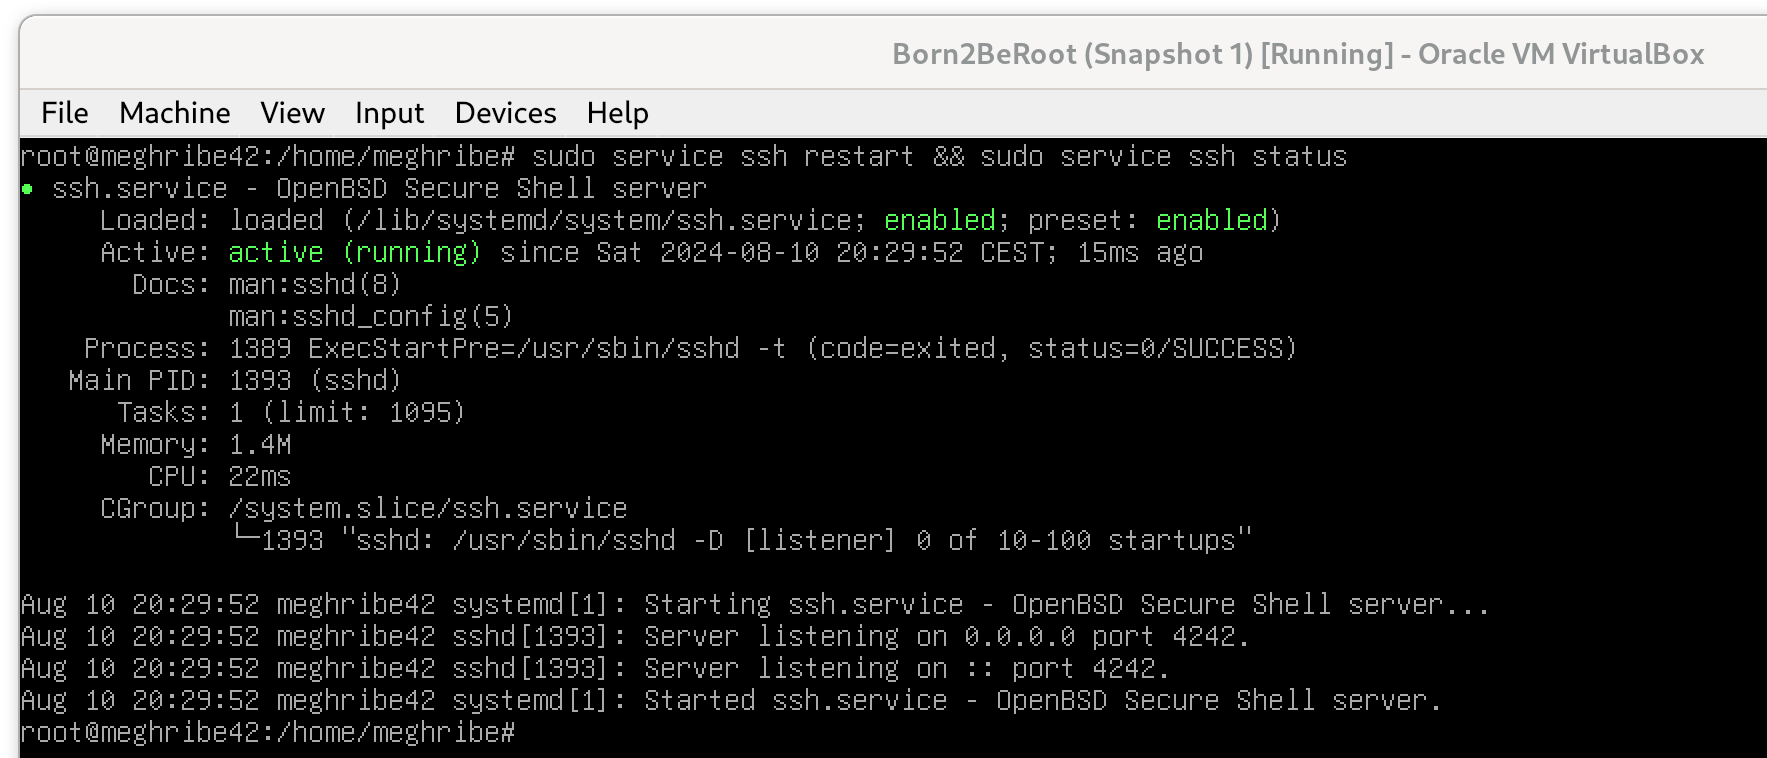 Born2BeRoot (Snapshot 1) [Running] - Oracle VM VirtualBox
File Machine View Input Devices Help
root@meghribe42:/home/meghribe# sudo service ssh restart && sudo service ssh status
● ssh.service - OpenBSD Secure Shell server
     Loaded: loaded (/lib/systemd/system/ssh.service; enabled; preset: enabled)
     Active: active (running) since Sat 2024-08-10 20:29:52 CEST; 15ms ago
       Docs: man:sshd(8)
             man:sshd_config(5)
    Process: 1389 ExecStartPre=/usr/sbin/sshd -t (code=exited, status=0/SUCCESS)
   Main PID: 1393 (sshd)
      Tasks: 1 (limit: 1095)
     Memory: 1.4M
        CPU: 22ms
     CGroup: /system.slice/ssh.service
             └─1393 "sshd: /usr/sbin/sshd -D [listener] 0 of 10-100 startups"
Aug 10 20:29:52 meghribe42 systemd[1]: Starting ssh.service - OpenBSD Secure Shell server...
Aug 10 20:29:52 meghribe42 sshd[1393]: Server listening on 0.0.0.0 port 4242.
Aug 10 20:29:52 meghribe42 sshd[1393]: Server listening on :: port 4242.
Aug 10 20:29:52 meghribe42 systemd[1]: Started ssh.service - OpenBSD Secure Shell server.
root@meghribe42:/home/meghribe#